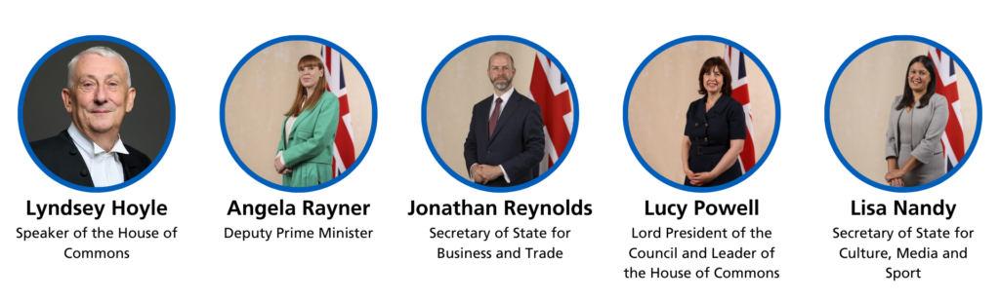 Lyndsey Hoyle
Speaker of the House of
Commons
Angela Rayner
Deputy Prime Minister
Jonathan Reynolds
Secretary of State for
Business and Trade
Lucy Powell
Lord President of the
Council and Leader of
the House of Commons
Lisa Nandy
Secretary of State for
Culture, Media and
Sport